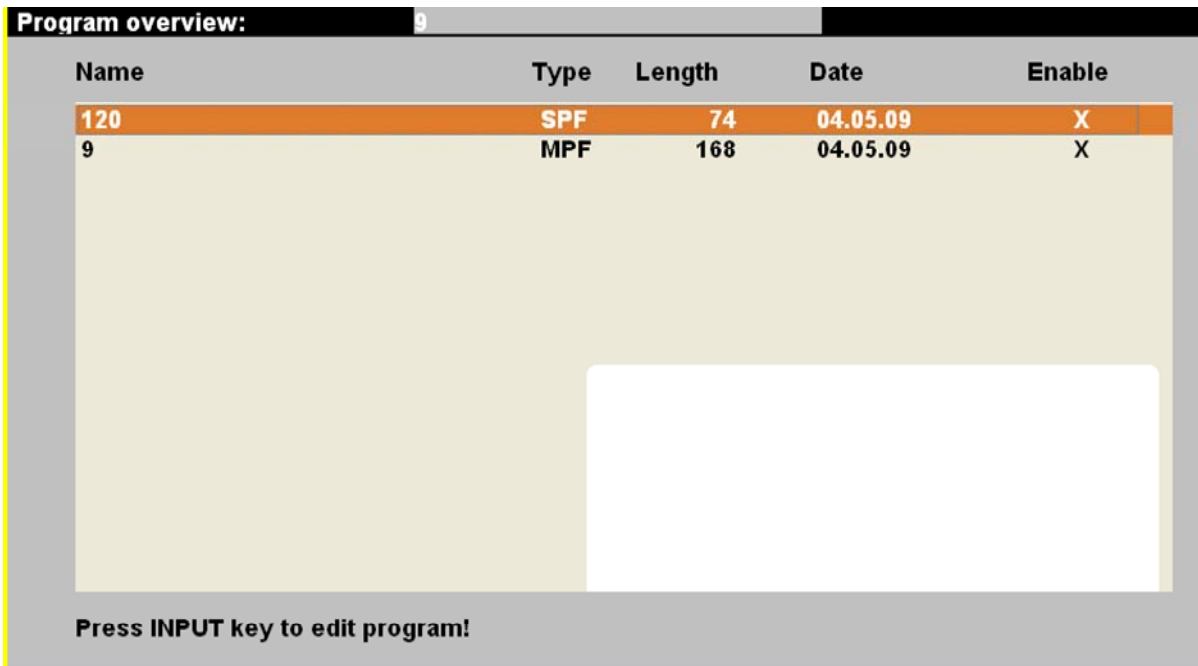 Program overview: 9
Name Type Length Date Enable
120 SPF 74 04.05.09 X
9 MPF 168 04.05.09 X
Press INPUT key to edit program!